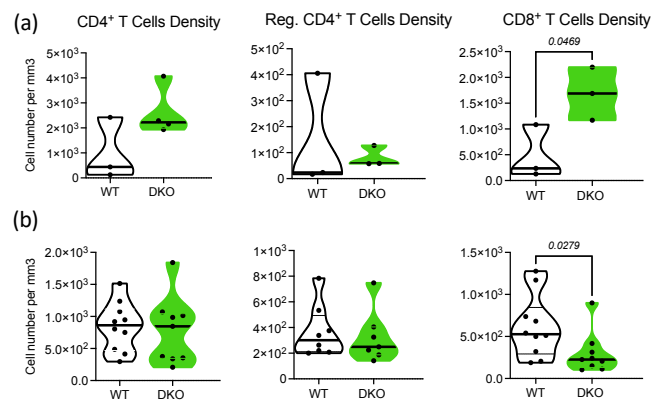 (a)
CD4⁺ T Cells Density
Reg. CD4⁺ T Cells Density
CD8⁺ T Cells Density
Cell number per mm3
5×10³
4×10³
3×10³
2×10³
1×10³
0
WT
DKO
5×10²
4×10²
3×10²
2×10²
1×10²
0
WT
DKO
2.5×10³
2.0×10³
1.5×10³
1.0×10³
5.0×10²
0.0
0.0469
WT
DKO
(b)
Cell number per mm3
2.0×10³
1.5×10³
1.0×10³
5.0×10²
0.0
WT
DKO
1×10³
8×10²
6×10²
4×10²
2×10²
0
WT
DKO
1.5×10³
1.0×10³
5.0×10²
0.0
0.0279
WT
DKO